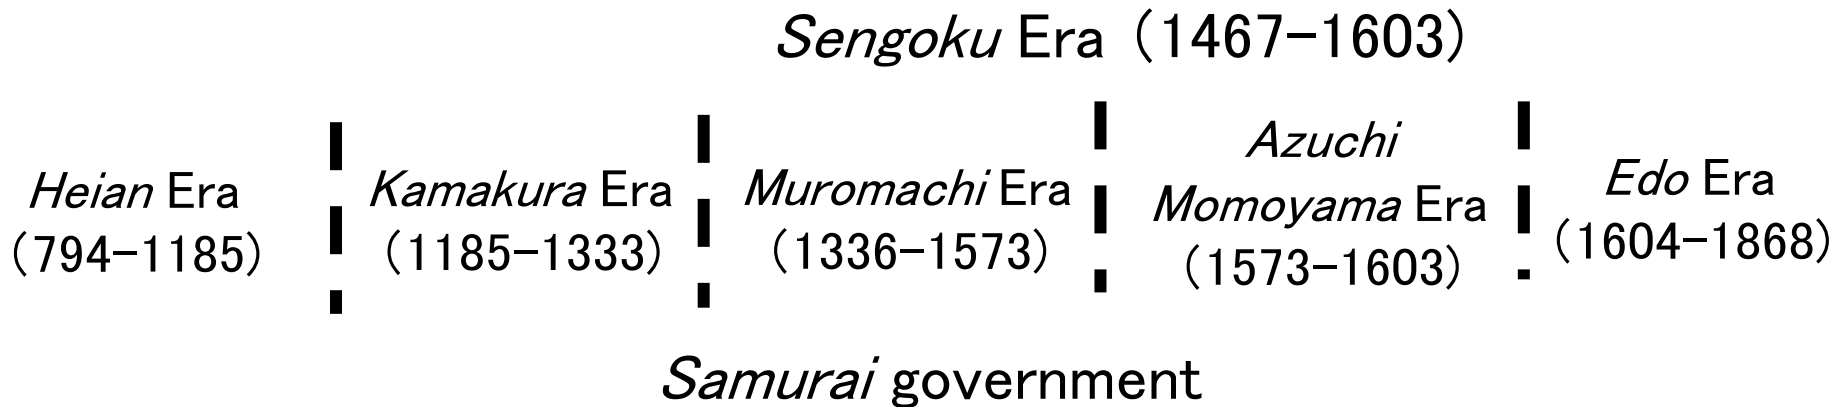 Sengoku Era (1467-1603)
Heian Era
(794-1185)
Kamakura Era
(1185-1333)
Muromachi Era
(1336-1573)
Azuchi
Momoyama Era
(1573-1603)
Edo Era
(1604-1868)
Samurai government